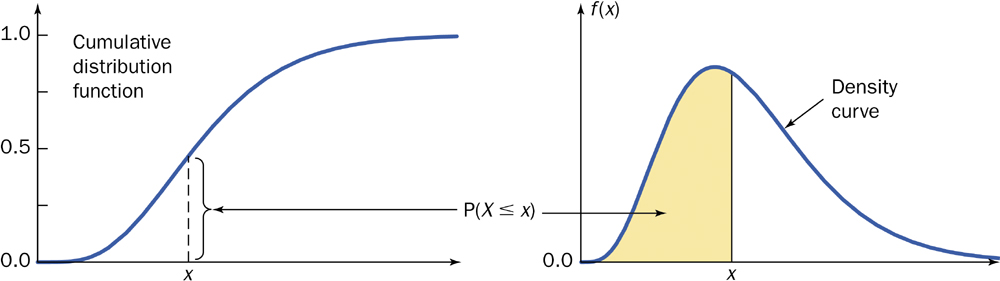 1.0
Cumulative
distribution
function
0.5
0.0
x
P(X ≤ x)
f(x)
Density
curve
0.0
x